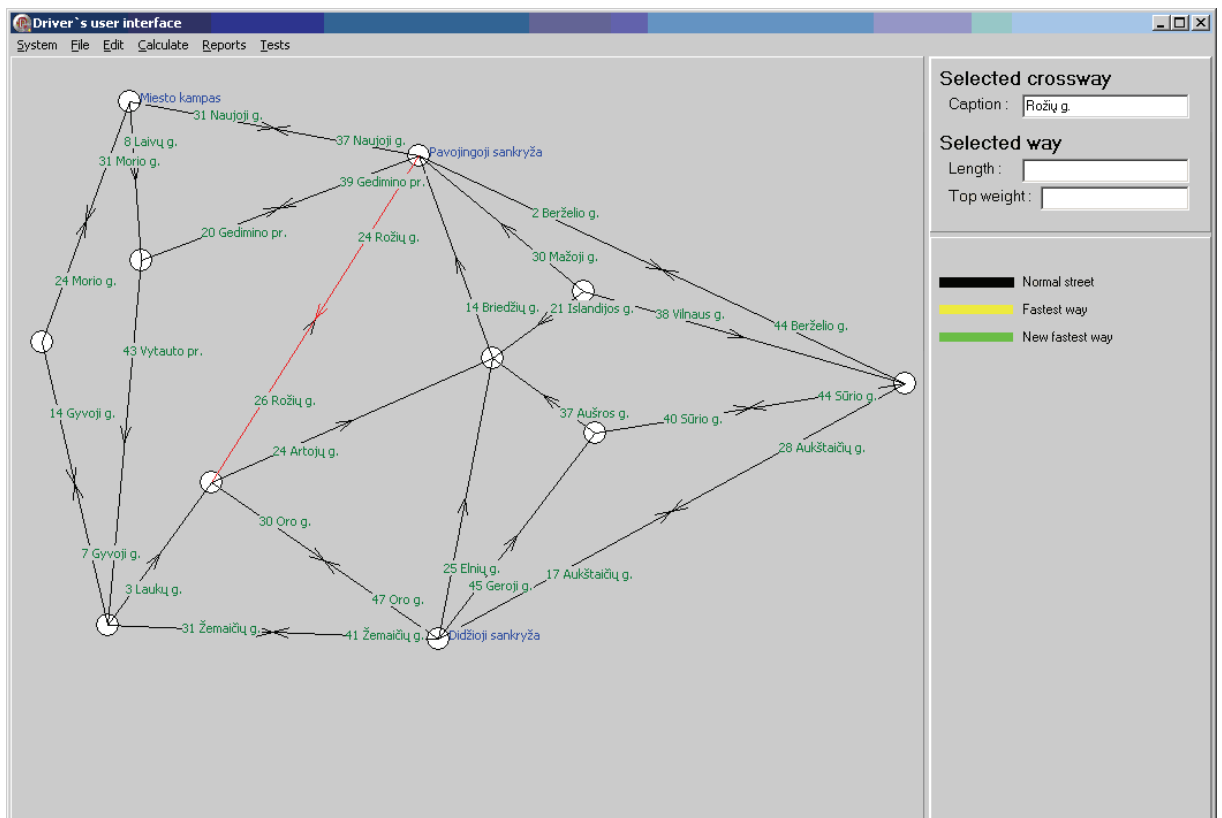 Driver`s user interface
System File Edit Calculate Reports Tests
Miesto kampas
31 Naujoji g.
8 Laivų g.
37 Naujoji g.
31 Morio g.
Pavojingoji sankryža
39 Gedimino pr.
2 Berželio g.
20 Gedimino pr.
24 Rožių g.
30 Mažoji g.
24 Morio g.
14 Briedžių g.
21 Islandijos g.
38 Vilnaus g.
44 Berželio g.
43 Vytauto pr.
44 Sūrio g.
26 Rožių g.
14 Gyvoji g.
37 Aušros g.
40 Sūrio g.
24 Artojų g.
28 Aukštaičių g.
30 Oro g.
7 Gyvoji g.
25 Elnių g.
17 Aukštaičių g.
3 Laukų g.
45 Geroji g.
47 Oro g.
31 Žemaičių g.
41 Žemaičių g.
Didžioji sankryža
Selected crossway
Caption : Rožių g.
Selected way
Length :
Top weight :
Normal street
Fastest way
New fastest way